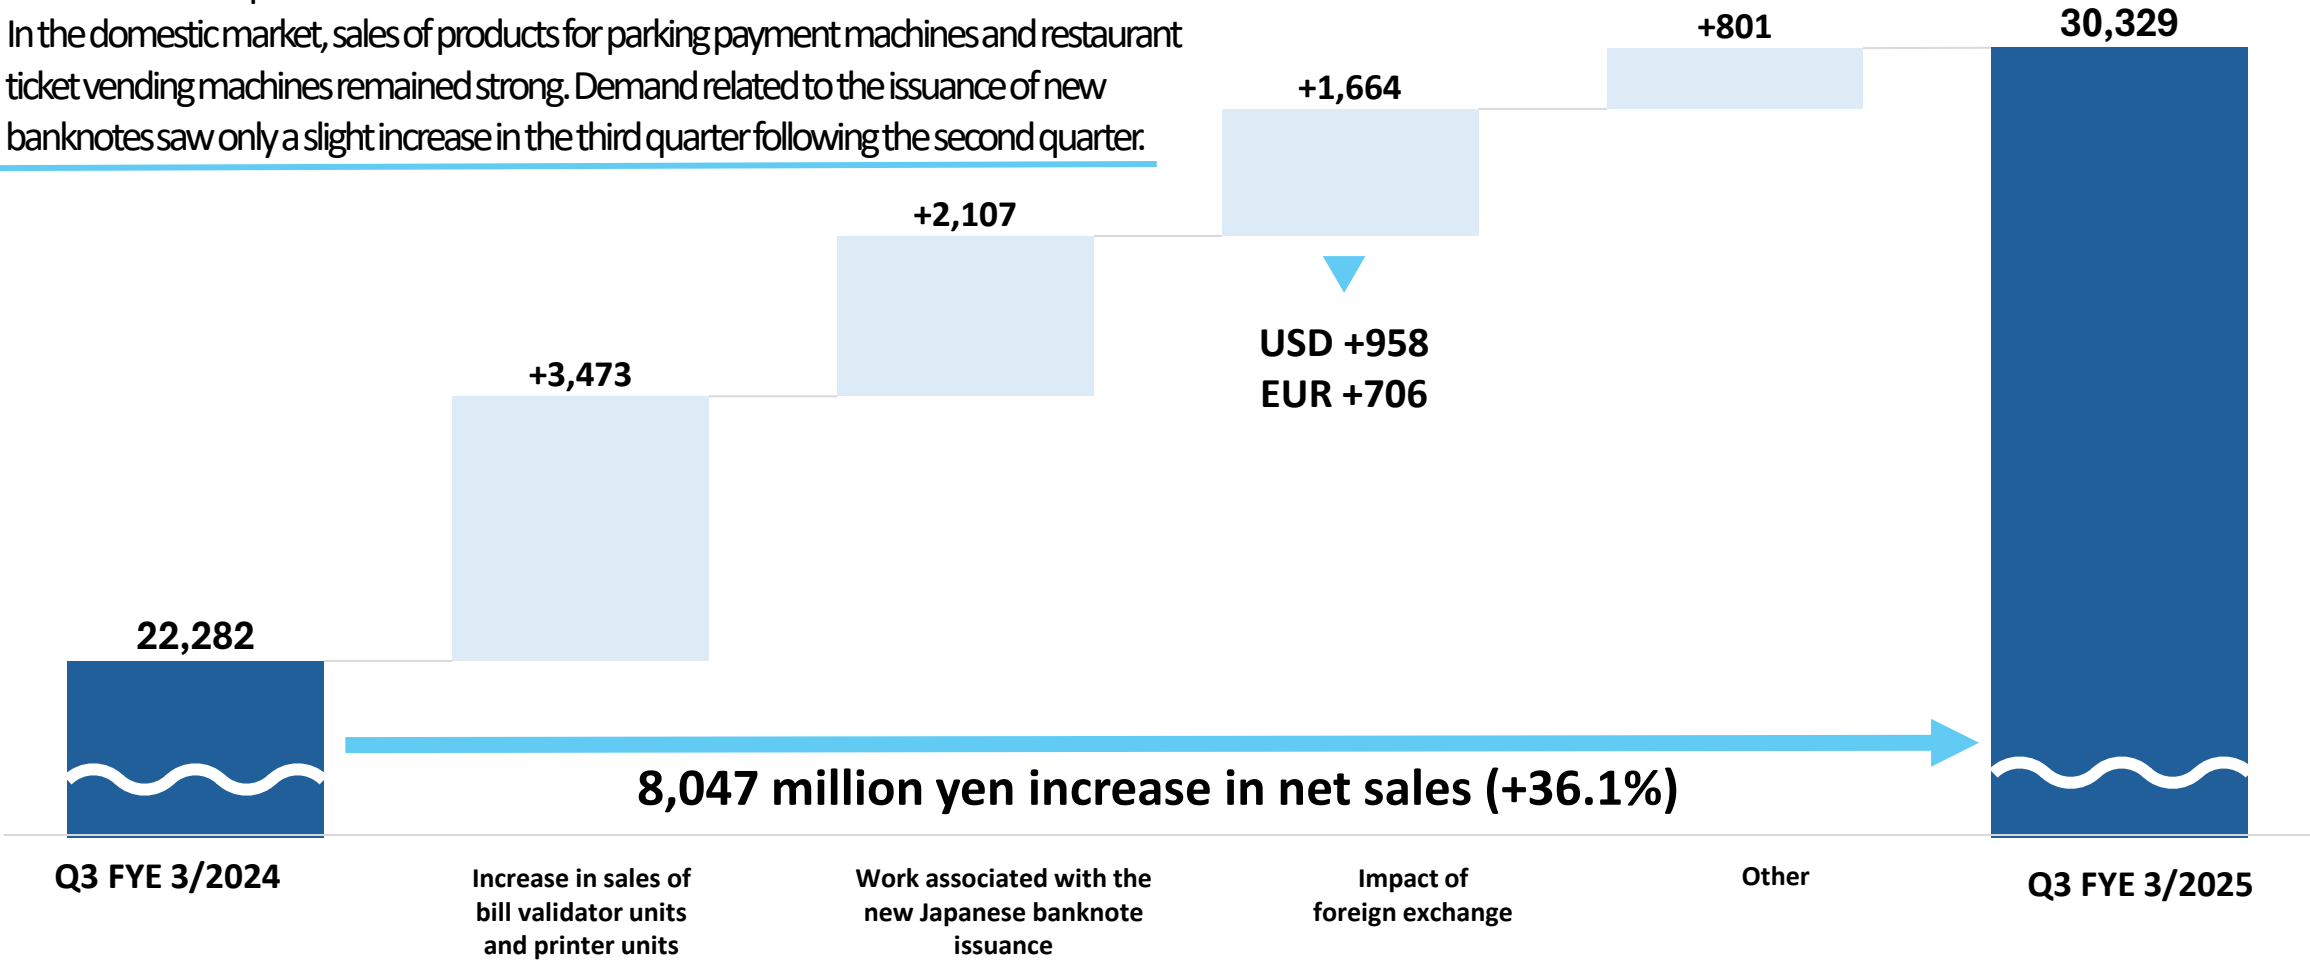 In the domestic market, sales of products for parking payment machines and restaurant
ticket vending machines remained strong. Demand related to the issuance of new
banknotes saw only a slight increase in the third quarter following the second quarter.
+801
30,329
+1,664
+2,107
USD +958
EUR +706
+3,473
22,282
8,047 million yen increase in net sales (+36.1%)
Q3 FYE 3/2024
Increase in sales of
bill validator units
and printer units
Work associated with the
new Japanese banknote
issuance
Impact of
foreign exchange
Other
Q3 FYE 3/2025